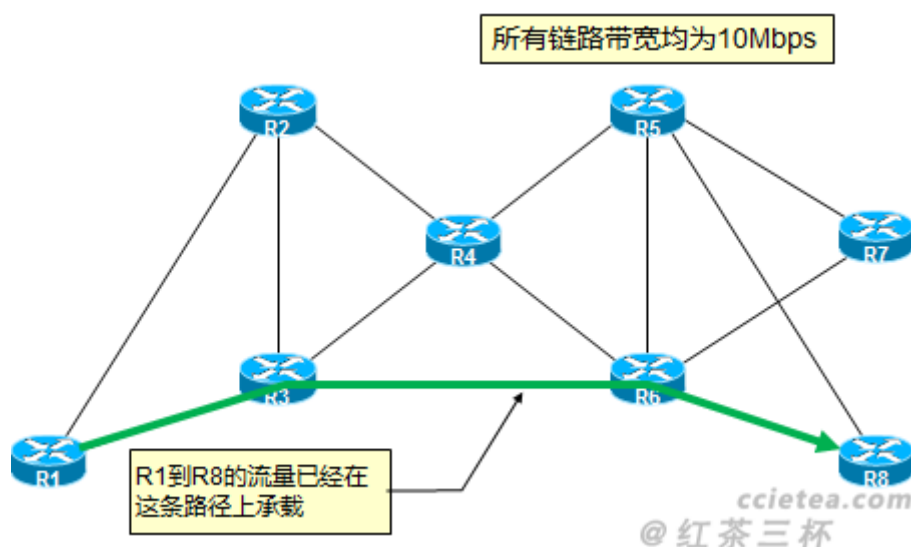 所有链路带宽均为10Mbps
R2
R5
R4
R7
R3
R6
R1
R8
R1到R8的流量已经在
这条路径上承载
ccietea.com
@红茶三杯